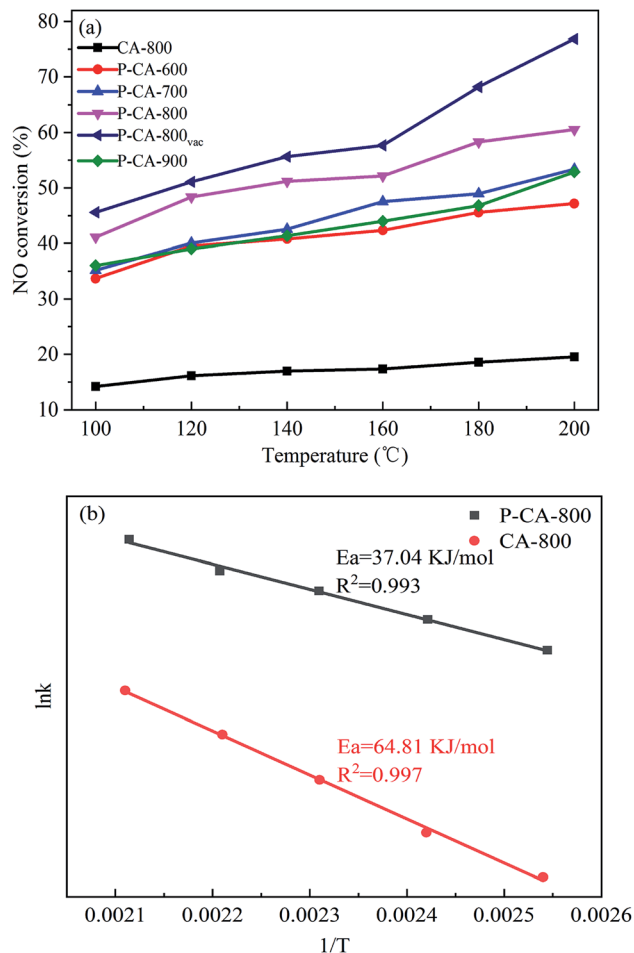 (a)
CA-800
P-CA-600
P-CA-700
P-CA-800
P-CA-800vac
P-CA-900
NO conversion (%)
80
70
60
50
40
30
20
10
100 120 140 160 180 200
Temperature (℃)
(b)
P-CA-800
CA-800
Ea=37.04 KJ/mol
R²=0.993
lnk
Ea=64.81 KJ/mol
R²=0.997
0.0021 0.0022 0.0023 0.0024 0.0025 0.0026
1/T